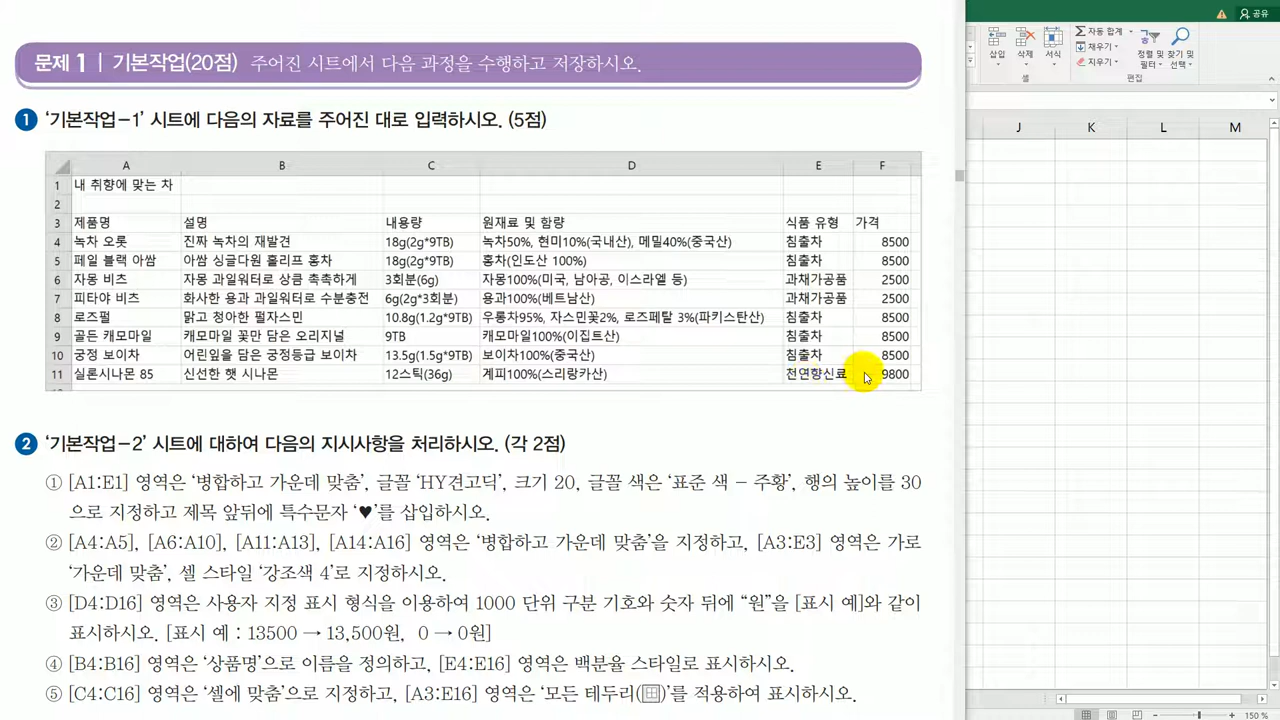 문제 1 | 기본작업(20점) 주어진 시트에서 다음 과정을 수행하고 저장하시오.
1 '기본작업-1' 시트에 다음의 자료를 주어진 대로 입력하시오. (5점)
A B C D E F
1 내 취향에 맞는 차
2
3 제품명 설명 내용량 원재료 및 함량 식품 유형 가격
4 녹차 오롯 진짜 녹차의 재발견 18g(2g*9TB) 녹차50%, 현미10%(국내산), 메밀40%(중국산) 침출차 8500
5 페일 블랙 아쌈 아쌈 싱글다원 홀리프 홍차 18g(2g*9TB) 홍차(인도산 100%) 침출차 8500
6 자몽 비츠 자몽 과일워터로 상큼 촉촉하게 3회분(6g) 자몽100%(미국, 남아공, 이스라엘 등) 과채가공품 2500
7 피타야 비츠 화사한 용과 과일워터로 수분충전 6g(2g*3회분) 용과100%(베트남산) 과채가공품 2500
8 로즈펄 맑고 청아한 펄자스민 10.8g(1.2g*9TB) 우롱차95%, 자스민꽃2%, 로즈페탈 3%(파키스탄산) 침출차 8500
9 골든 캐모마일 캐모마일 꽃만 담은 오리지널 9TB 캐모마일100%(이집트산) 침출차 8500
10 궁정 보이차 어린잎을 담은 궁정등급 보이차 13.5g(1.5g*9TB) 보이차100%(중국산) 침출차 8500
11 실론시나몬 85 신선한 햇 시나몬 12스틱(36g) 계피100%(스리랑카산) 천연향신료 9800
2 '기본작업-2' 시트에 대하여 다음의 지시사항을 처리하시오. (각 2점)
① [A1:E1] 영역은 '병합하고 가운데 맞춤', 글꼴 'HY견고딕', 크기 20, 글꼴 색은 '표준 색 - 주황', 행의 높이를 30
으로 지정하고 제목 앞뒤에 특수문자 '♥'를 삽입하시오.
② [A4:A5], [A6:A10], [A11:A13], [A14:A16] 영역은 '병합하고 가운데 맞춤'을 지정하고, [A3:E3] 영역은 가로
'가운데 맞춤', 셀 스타일 '강조색 4'로 지정하시오.
③ [D4:D16] 영역은 사용자 지정 표시 형식을 이용하여 1000 단위 구분 기호와 숫자 뒤에 "원"을 [표시 예]와 같이
표시하시오. [표시 예 : 13500 → 13,500원, 0 → 0원]
④ [B4:B16] 영역은 '상품명'으로 이름을 정의하고, [E4:E16] 영역은 백분율 스타일로 표시하시오.
⑤ [C4:C16] 영역은 '셀에 맞춤'으로 지정하고, [A3:E16] 영역은 '모든 테두리(田)'를 적용하여 표시하시오.
공유
삽입 삭제 서식
셀
자동 합계
채우기
지우기
정렬 및 필터
찾기 및 선택
편집
J K L M
150 %